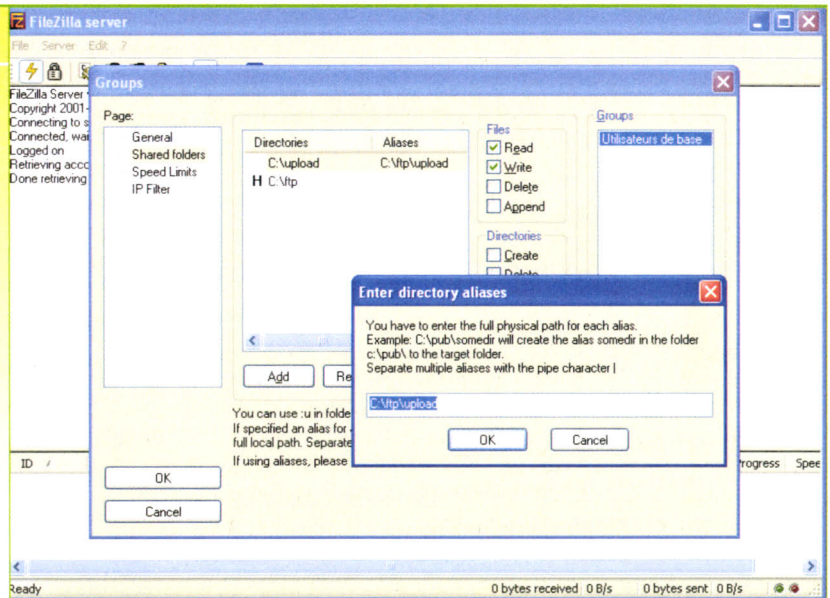 FileZilla server
File Server Edit ?
FileZilla Server
Copyright 2001-
Connecting to s
Connected, wai
Logged on
Retrieving acco
Done retrieving
Groups
Page:
General
Shared folders
Speed Limits
IP Filter
Directories Aliases
C:\upload C:\ftp\upload
H C:\ftp
Files
Read
Write
Delete
Append
Directories
Create
Delete
Groups
Utilisateurs de base
Add Re
You can use :u in folde
If specified an alias for
full local path. Separate
If using aliases, please
OK
Cancel
Enter directory aliases
You have to enter the full physical path for each alias.
Example: C:\pub\somedir will create the alias somedir in the folder
c:\pub\ to the target folder.
Separate multiple aliases with the pipe character |
C:\ftp\upload
OK Cancel
ID / Progress Spee
Ready 0 bytes received 0 B/s 0 bytes sent 0 B/s